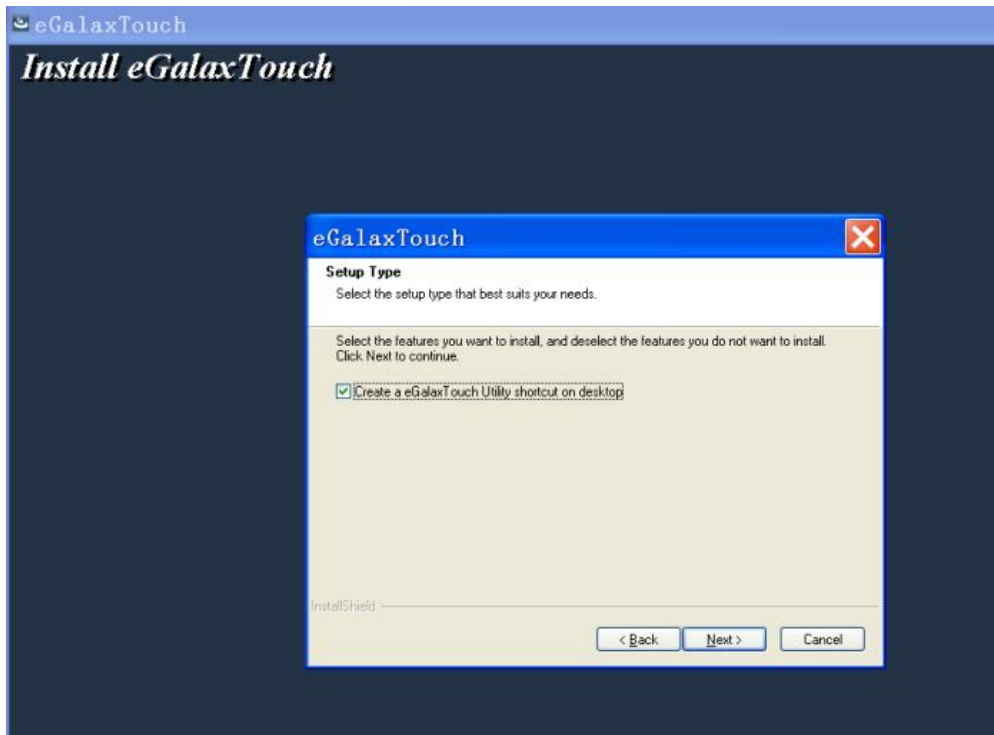 eGalaxTouch
Install eGalaxTouch
eGalaxTouch
Setup Type
Select the setup type that best suits your needs.
Select the features you want to install, and deselect the features you do not want to install.
Click Next to continue.
Create a eGalaxTouch Utility shortcut on desktop
InstallShield
< Back
Next >
Cancel